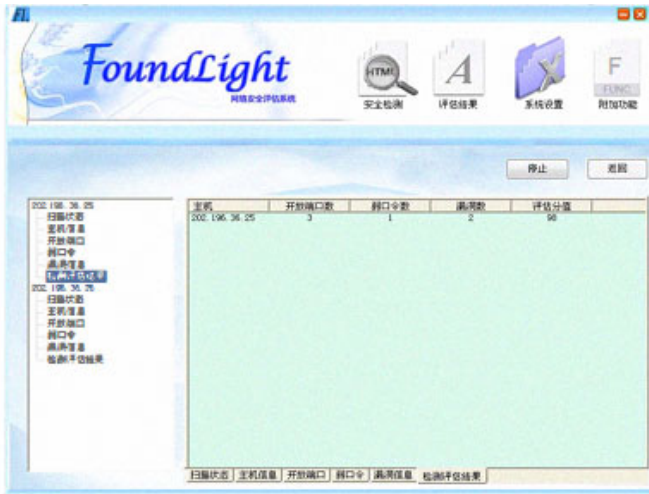 FL
FoundLight
网络安全评估系统
HTML
安全检测
A
评估结果
系统设置
F
FUNC
附加功能
停止
返回
202.196.36.25
扫描状态
主机信息
开放端口
弱口令
漏洞信息
检测评估结果
202.196.36.26
扫描状态
主机信息
开放端口
弱口令
漏洞信息
检测评估结果
主机 开放端口数 弱口令数 漏洞数 评估分值
202.196.36.25 3 1 2 98
扫描状态 主机信息 开放端口 弱口令 漏洞信息 检测评估结果